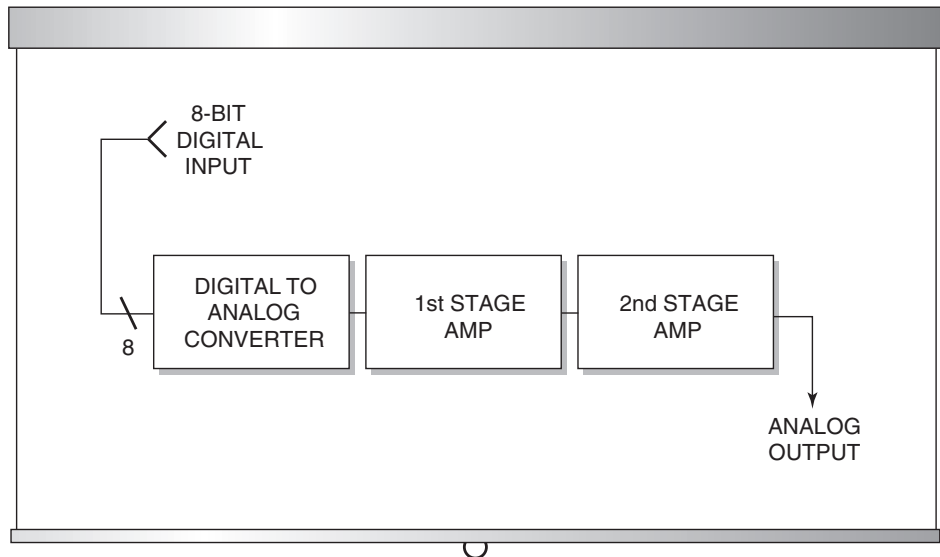 8-BIT
DIGITAL
INPUT
8
DIGITAL TO
ANALOG
CONVERTER
1st STAGE
AMP
2nd STAGE
AMP
ANALOG
OUTPUT